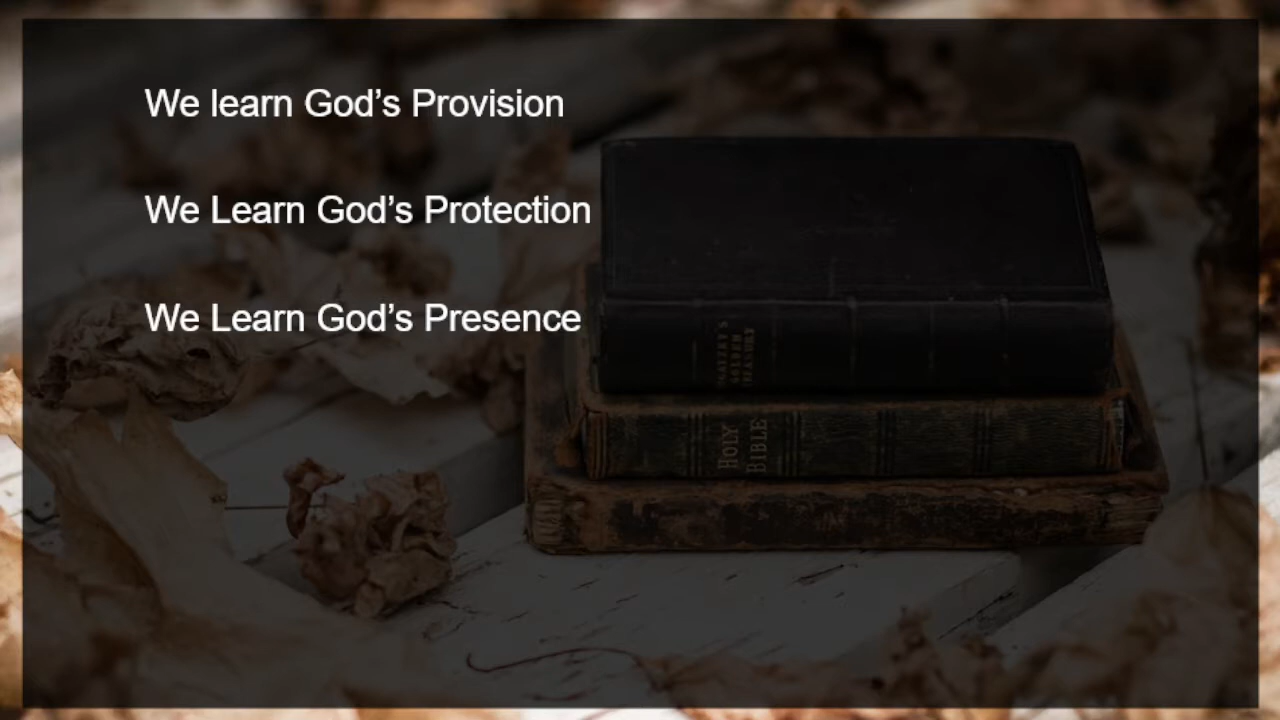 We learn God’s Provision
We Learn God’s Protection
We Learn God’s Presence
HOLY
BIBLE